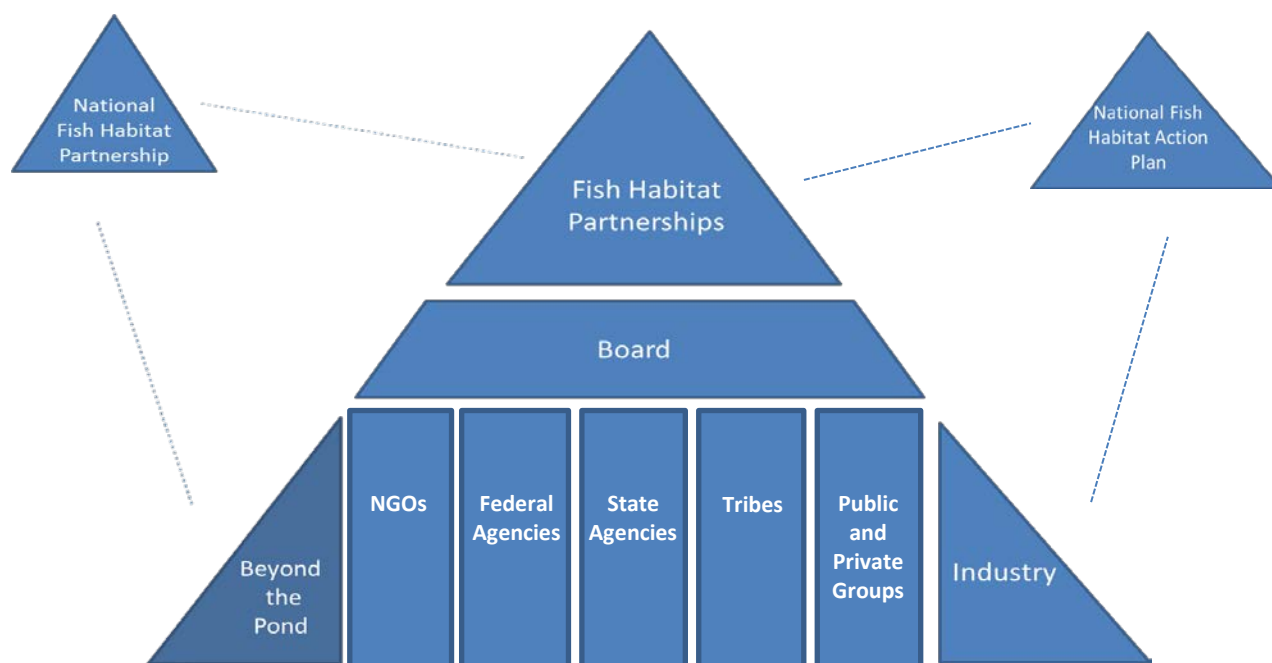 National
Fish Habitat
Partnership
Fish Habitat
Partnerships
National Fish
Habitat Action
Plan
Board
Beyond
the
Pond
NGOs
Federal
Agencies
State
Agencies
Tribes
Public
and
Private
Groups
Industry